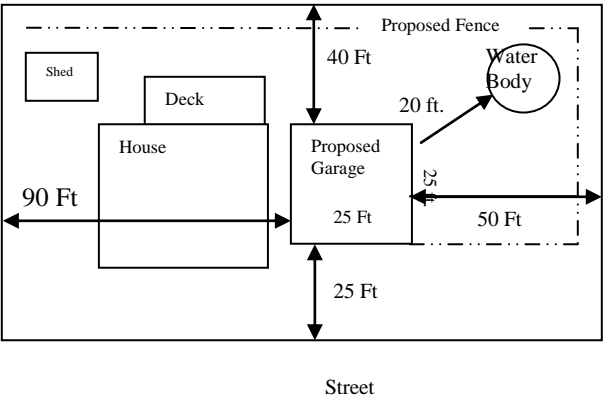 Proposed Fence
40 Ft
Water
Body
Shed
Deck
20 ft.
House
Proposed
Garage
25 ft.
90 Ft
25 Ft
50 Ft
25 Ft
Street